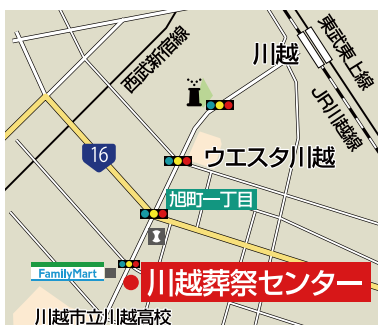 東武東上線
川越
西武新宿線
JR川越線
ウエスタ川越
16
旭町一丁目
FamilyMart
川越葬祭センター
川越市立川越高校